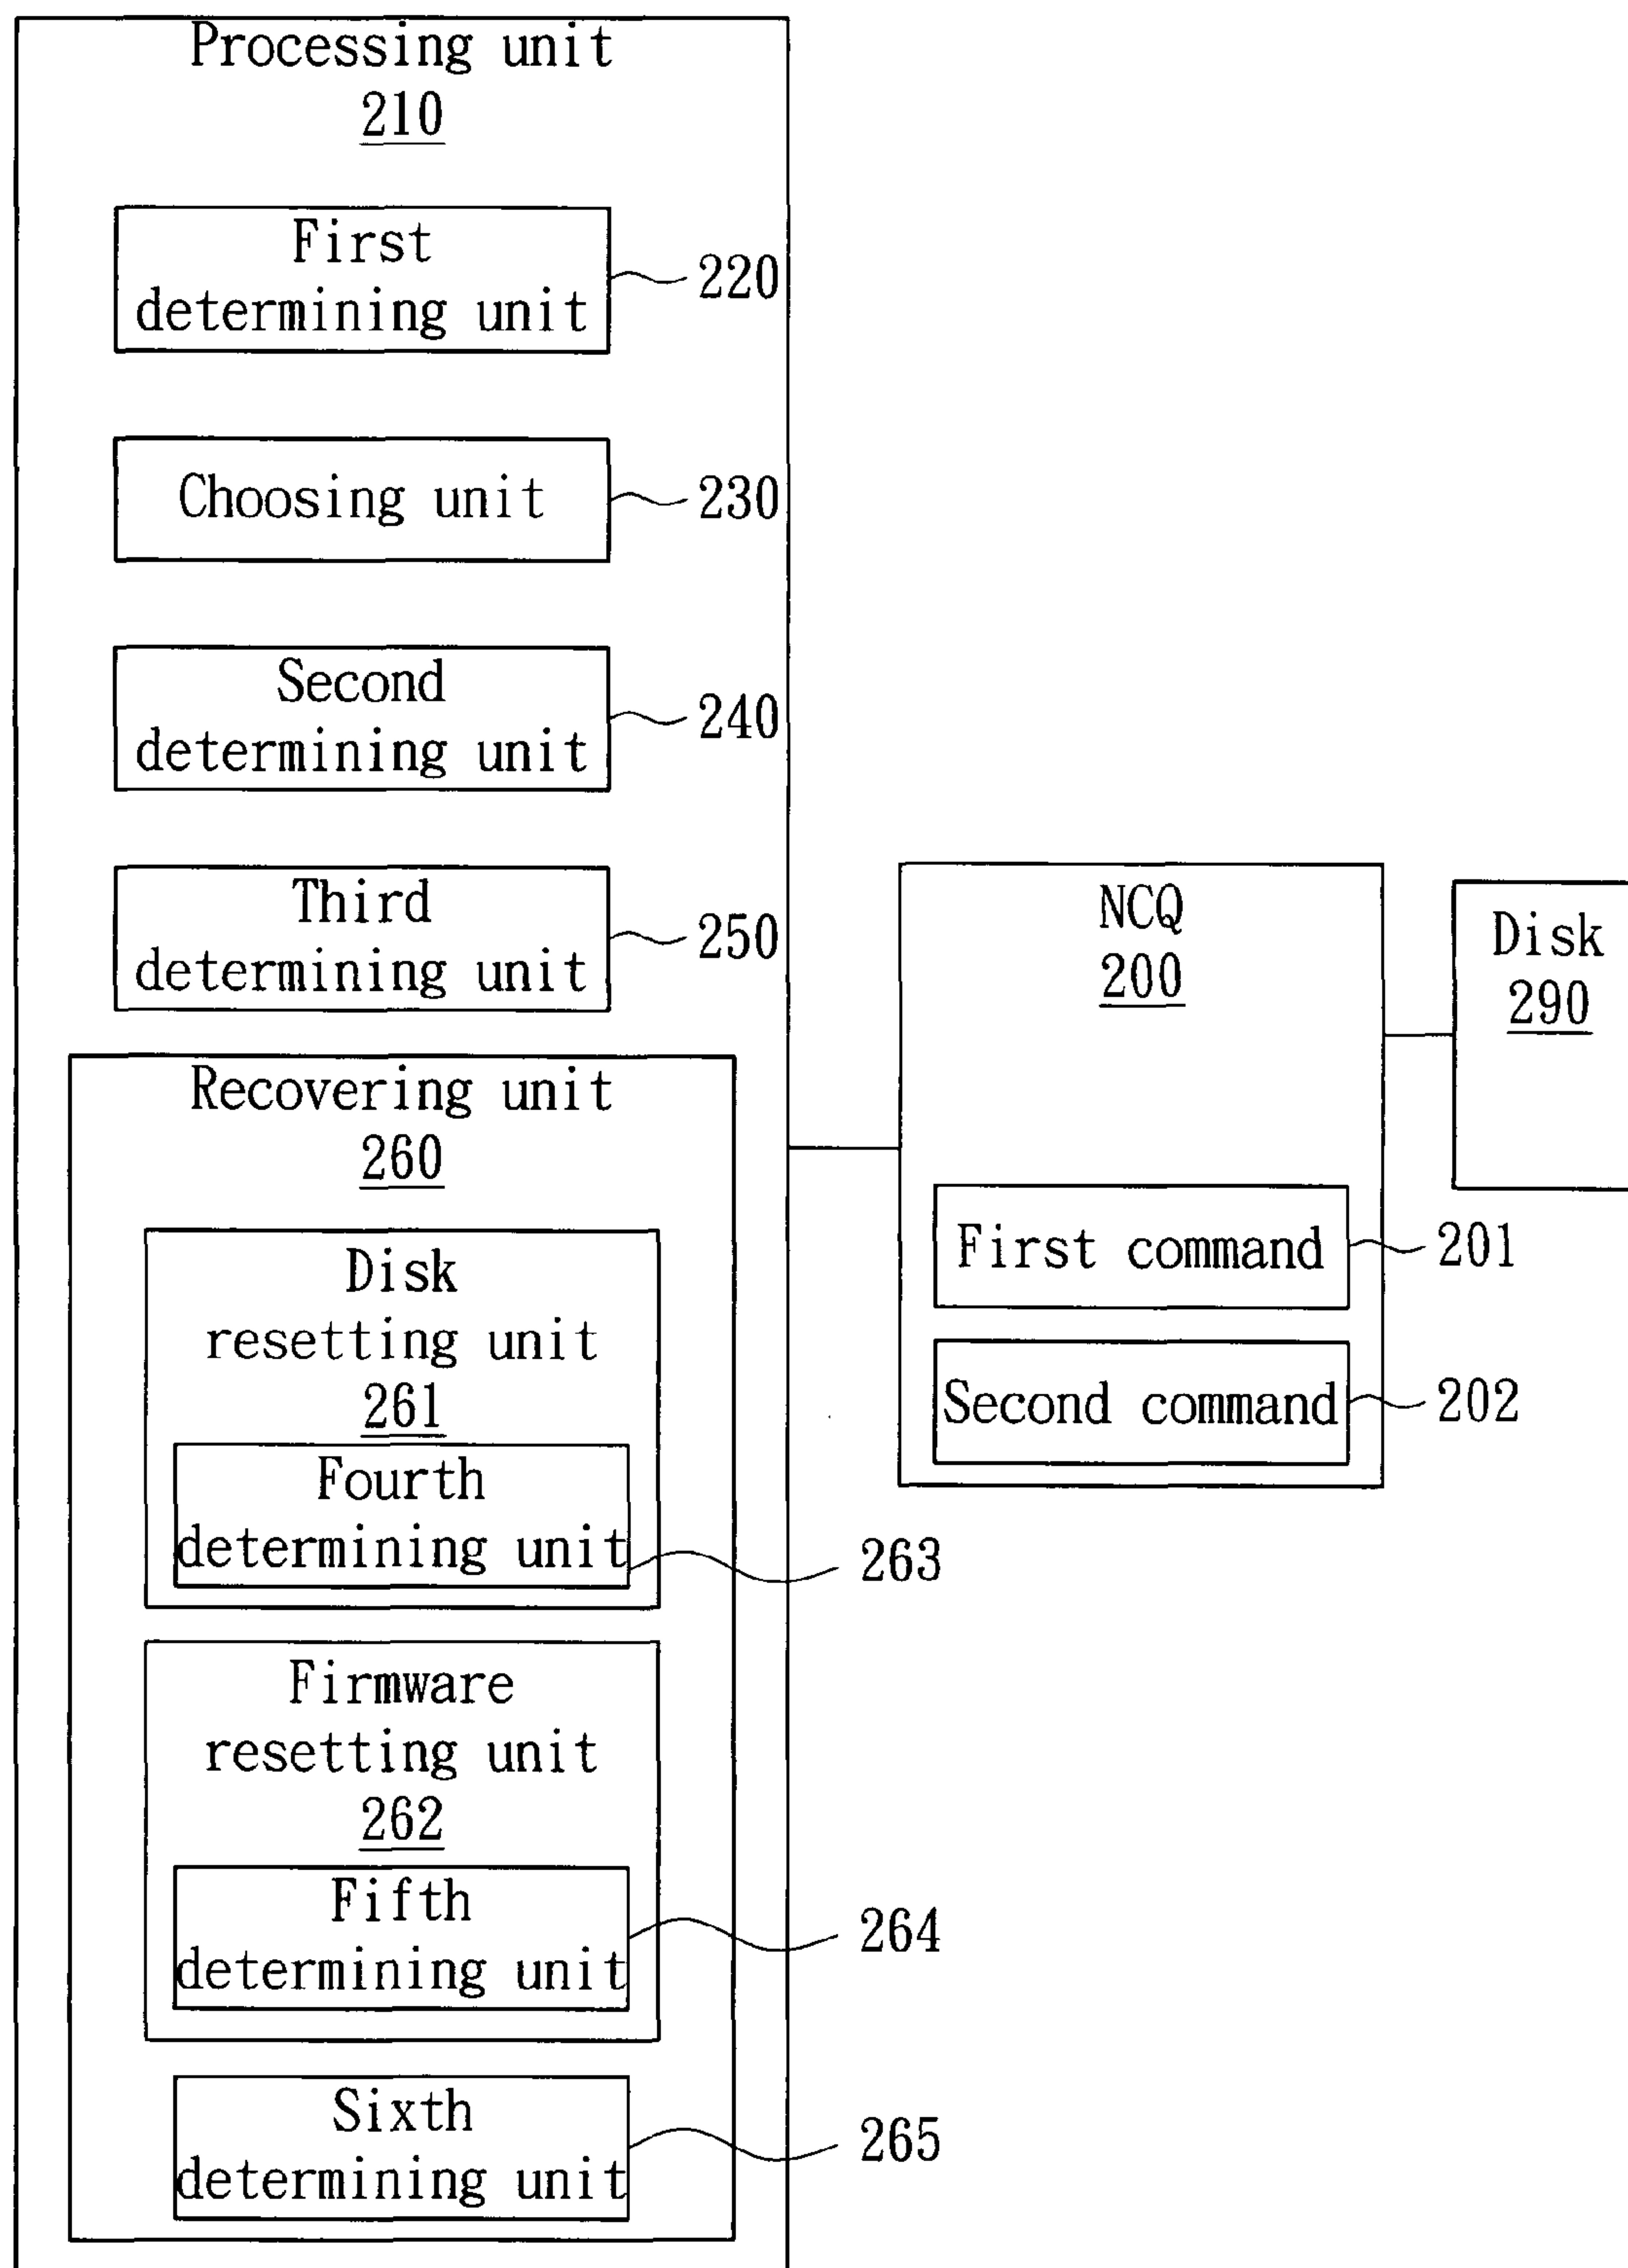 Processing unit
210
First
determining unit
220
Choosing unit
230
Second
determining unit
240
Third
determining unit
250
Recovering unit
260
Disk
resetting unit
261
Fourth
determining unit
263
Firmware
resetting unit
262
Fifth
determining unit
264
Sixth
determining unit
265
NCQ
200
First command
201
Second command
202
Disk
290